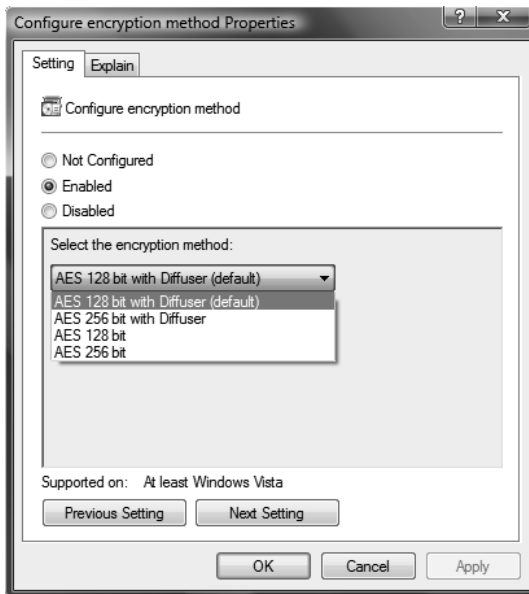 Configure encryption method Properties
? X
Setting Explain
Configure encryption method
Not Configured
Enabled
Disabled
Select the encryption method:
AES 128 bit with Diffuser (default)
AES 128 bit with Diffuser (default)
AES 256 bit with Diffuser
AES 128 bit
AES 256 bit
Supported on: At least Windows Vista
Previous Setting Next Setting
OK Cancel Apply